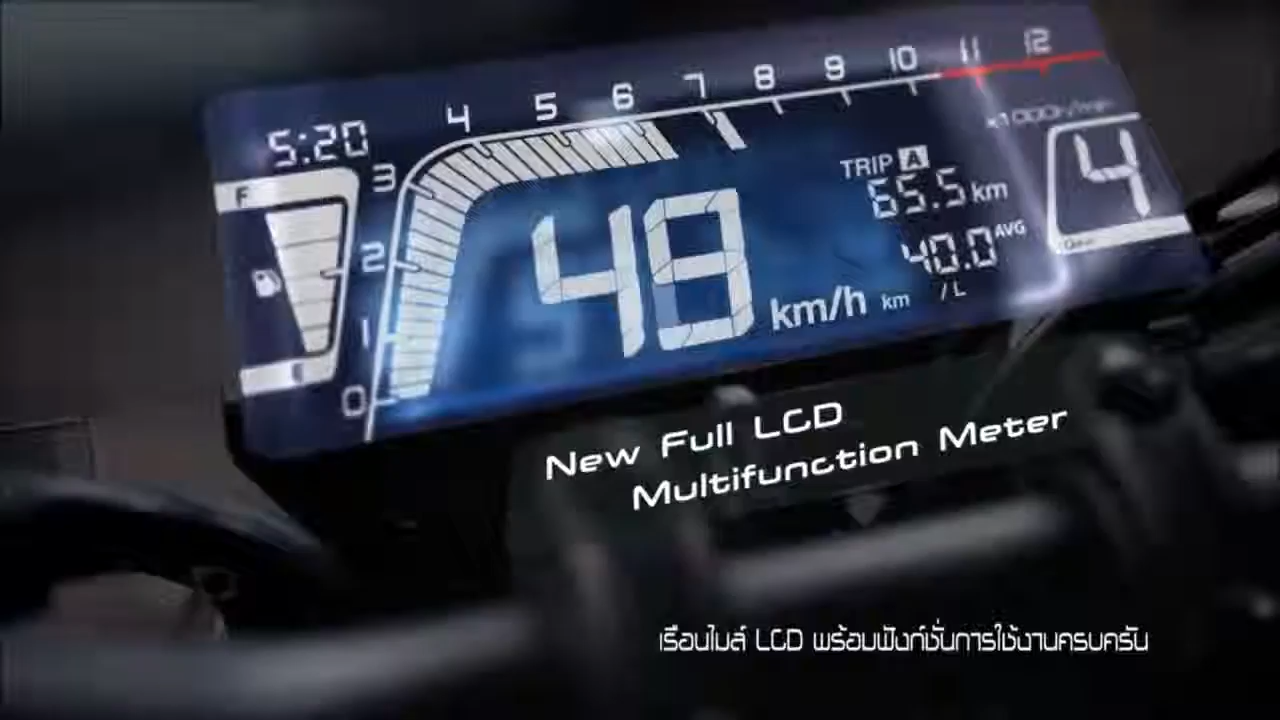 4 5 6 7 8 9 10 11 12
5:20
x1000r/min
F
3
TRIP A
65.5 km
4
2
49 km/h
AVG
40.0
km /L
1
0
New Full LCD
Multifunction Meter
เรือนไมล์ LCD พร้อมฟังก์ชั่นการใช้งานครบครัน